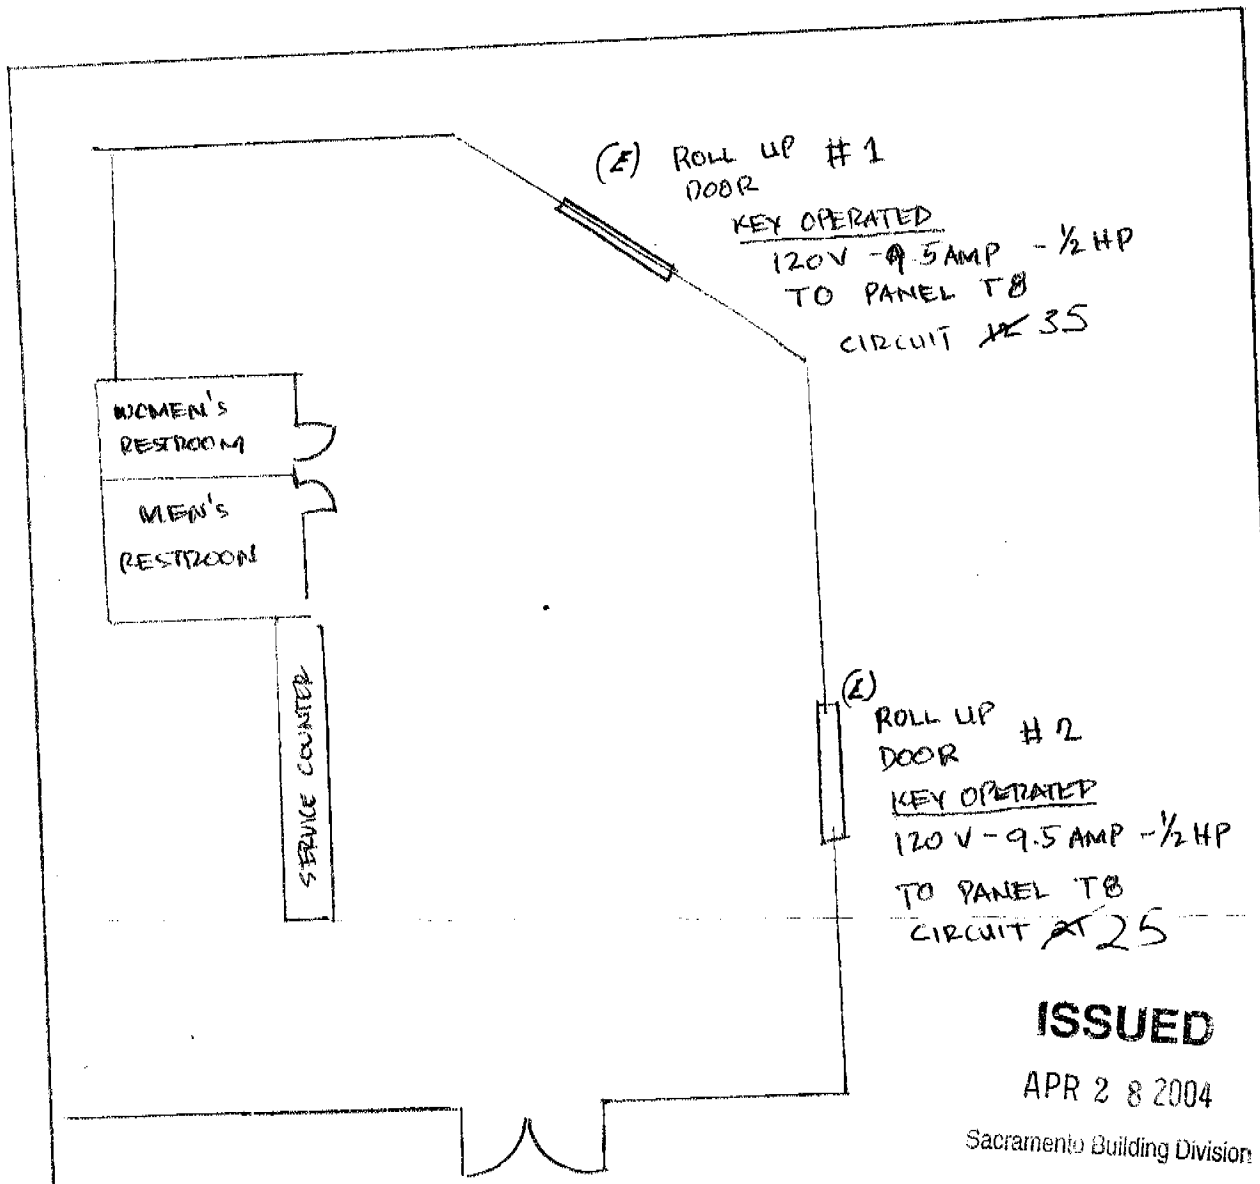 (E) ROLL UP #1
DOOR
KEY OPERATED
120V - 9.5 AMP - 1/2 HP
TO PANEL T8
CIRCUIT 35
WOMEN'S
RESTROOM
MEN'S
RESTROOM
SERVICE COUNTER
(E)
ROLL UP #2
DOOR
KEY OPERATED
120 V - 9.5 AMP - 1/2 HP
TO PANEL T8
CIRCUIT 25
ISSUED
APR 28 2004
Sacramento Building Division